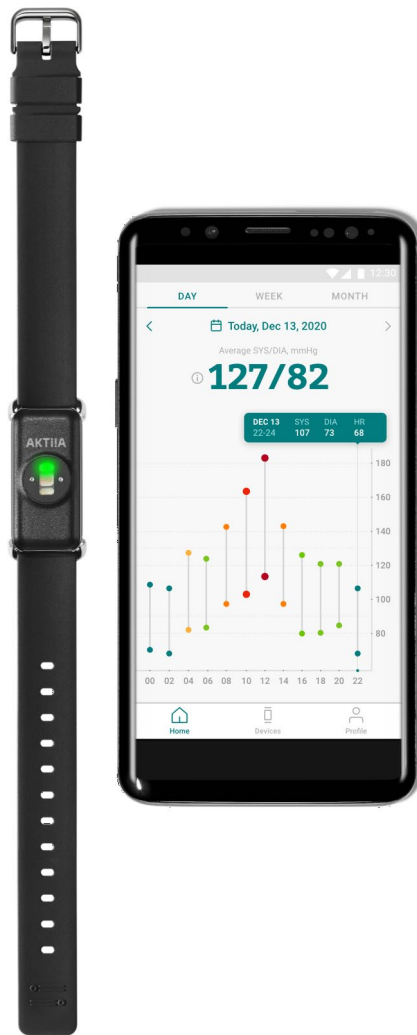 AKTIIA
12:30
DAY WEEK MONTH
Today, Dec 13, 2020
Average SYS/DIA, mmHg
127/82
DEC 13 SYS DIA HR
22-24 107 73 68
180
160
140
120
100
80
00 02 04 06 08 10 12 14 16 18 20 22
Home Devices Profile